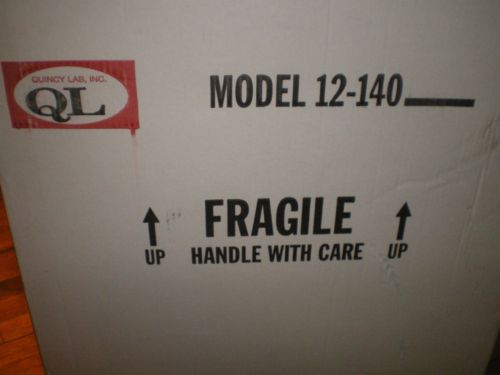 QUINCY LAB, INC.
QL
MODEL 12-140
FRAGILE
HANDLE WITH CARE
UP
UP